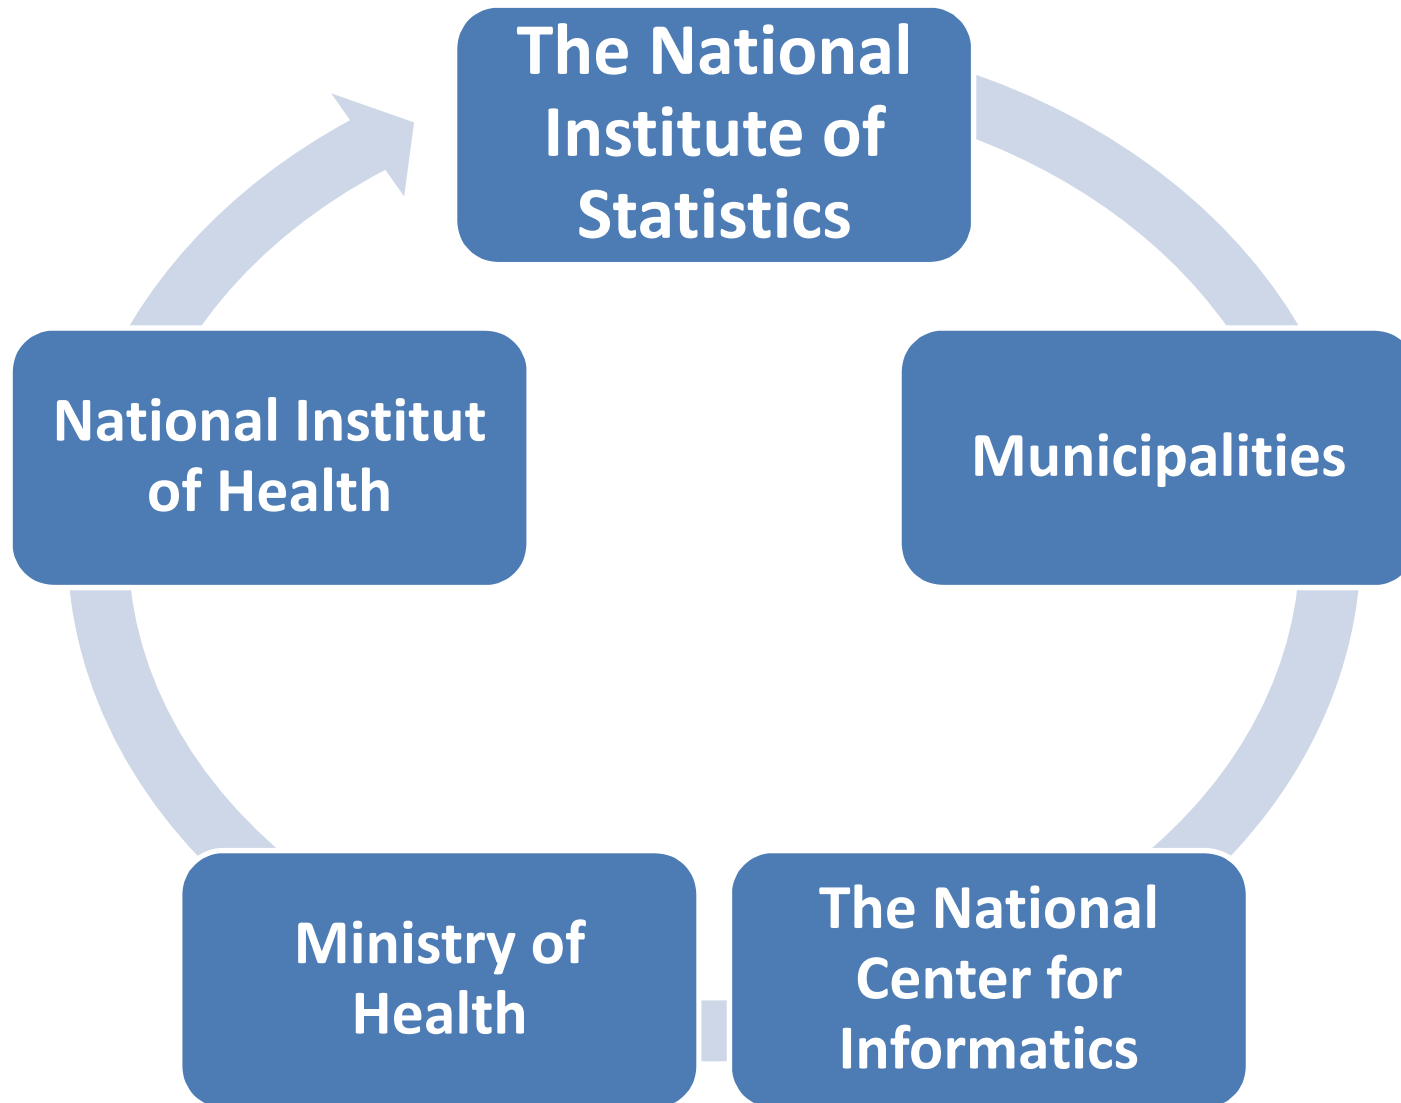 The National
Institute of
Statistics
National Institut
of Health
Municipalities
Ministry of
Health
The National
Center for
Informatics